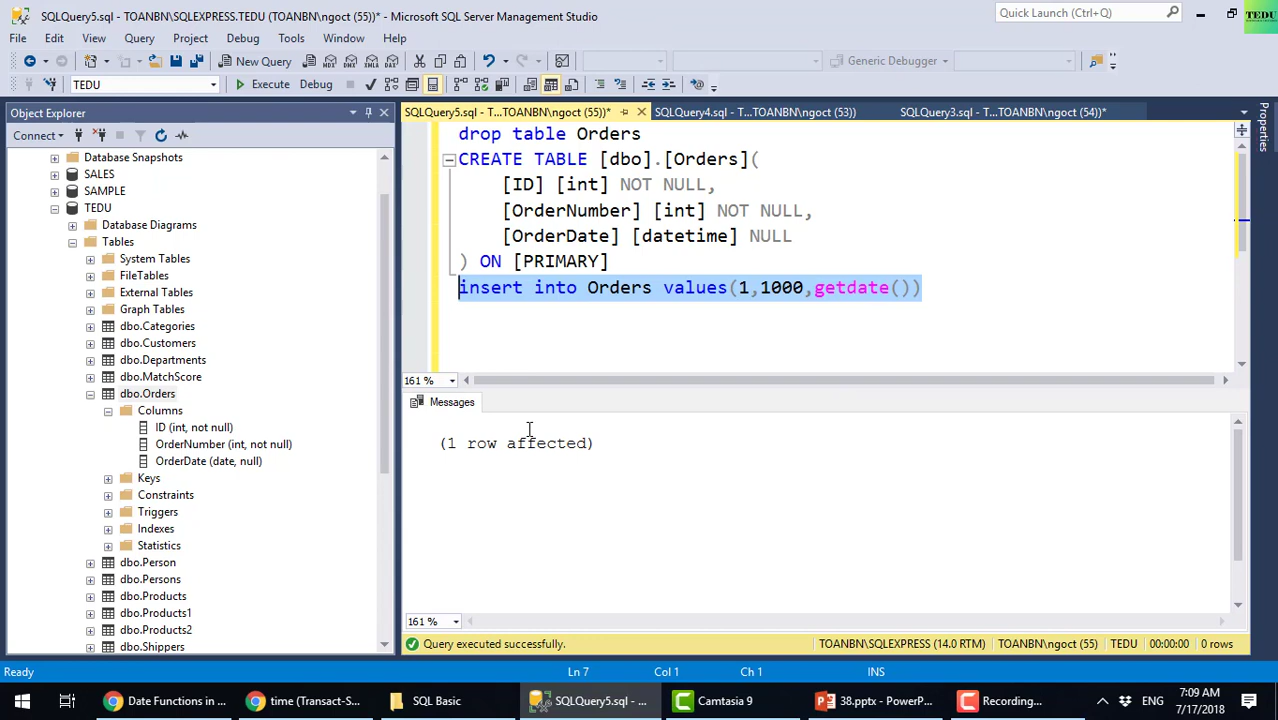 SQLQuery5.sql - TOANBN\SQLEXPRESS.TEDU (TOANBN\ngoct (55))* - Microsoft SQL Server Management Studio
Quick Launch (Ctrl+Q)
TEDU
File Edit View Query Project Debug Tools Window Help
New Query
Generic Debugger
TEDU
Execute Debug
Object Explorer
SQLQuery5.sql - T...TOANBN\ngoct (55))*
SQLQuery4.sql - T...TOANBN\ngoct (53))
SQLQuery3.sql - T...TOANBN\ngoct (54))*
Properties
Connect
Database Snapshots
SALES
SAMPLE
TEDU
Database Diagrams
Tables
System Tables
FileTables
External Tables
Graph Tables
dbo.Categories
dbo.Customers
dbo.Departments
dbo.MatchScore
dbo.Orders
Columns
ID (int, not null)
OrderNumber (int, not null)
OrderDate (date, null)
Keys
Constraints
Triggers
Indexes
Statistics
dbo.Person
dbo.Persons
dbo.Products
dbo.Products1
dbo.Products2
dbo.Shippers
drop table Orders
CREATE TABLE [dbo].[Orders](
[ID] [int] NOT NULL,
[OrderNumber] [int] NOT NULL,
[OrderDate] [datetime] NULL
) ON [PRIMARY]
insert into Orders values(1,1000,getdate())
161 %
Messages
(1 row affected)
161 %
Query executed successfully.
TOANBN\SQLEXPRESS (14.0 RTM)
TOANBN\ngoct (55)
TEDU
00:00:00
0 rows
Ready
Ln 7
Col 1
Ch 1
INS
Date Functions in ...
time (Transact-S...
SQL Basic
SQLQuery5.sql - ...
Camtasia 9
38.pptx - PowerP...
Recording...
ENG
7:09 AM
7/17/2018